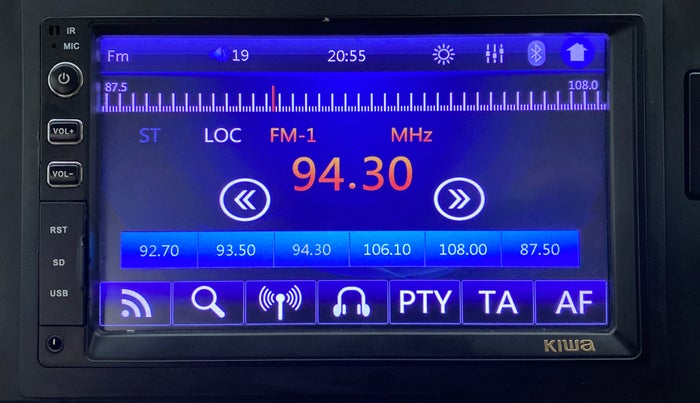 IR
MIC
Fm 19 20:55
87.5 108.0
VOL+
ST LOC FM-1 MHz
94.30
VOL-
RST
92.70 93.50 94.30 106.10 108.00 87.50
SD
USB
PTY TA AF
KIWA